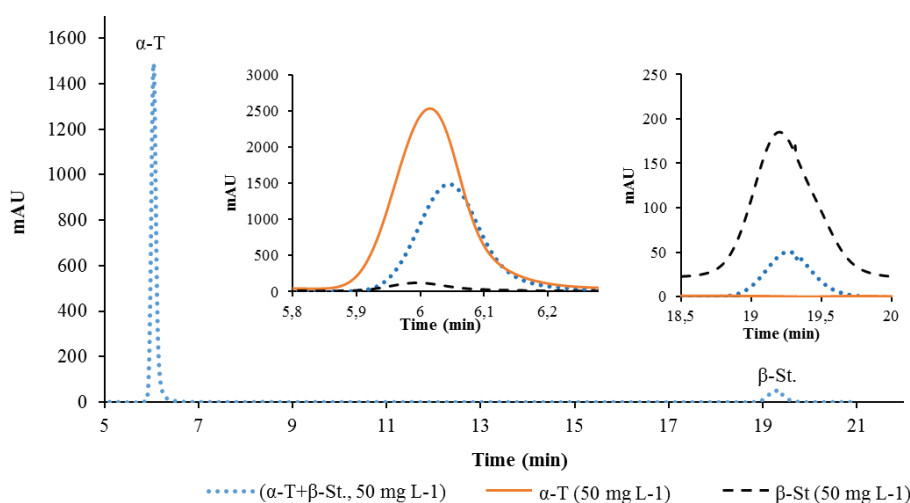 1600
1400
1200
1000
800
600
400
200
0
mAU
α-T
3000
2500
2000
1500
1000
500
0
mAU
5,8 5,9 6 6,1 6,2
Time (min)
250
200
150
100
50
0
mAU
18,5 19 19,5 20
Time (min)
β-St.
5 7 9 11 13 15 17 19 21
Time (min)
(α-T+β-St., 50 mg L-1) α-T (50 mg L-1) β-St (50 mg L-1)